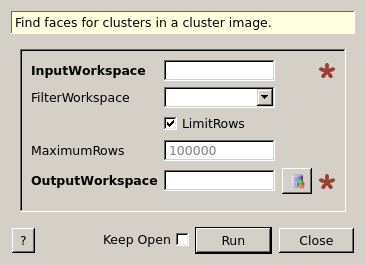 Find faces for clusters in a cluster image.
InputWorkspace
FilterWorkspace
LimitRows
MaximumRows 100000
OutputWorkspace
? Keep Open Run Close